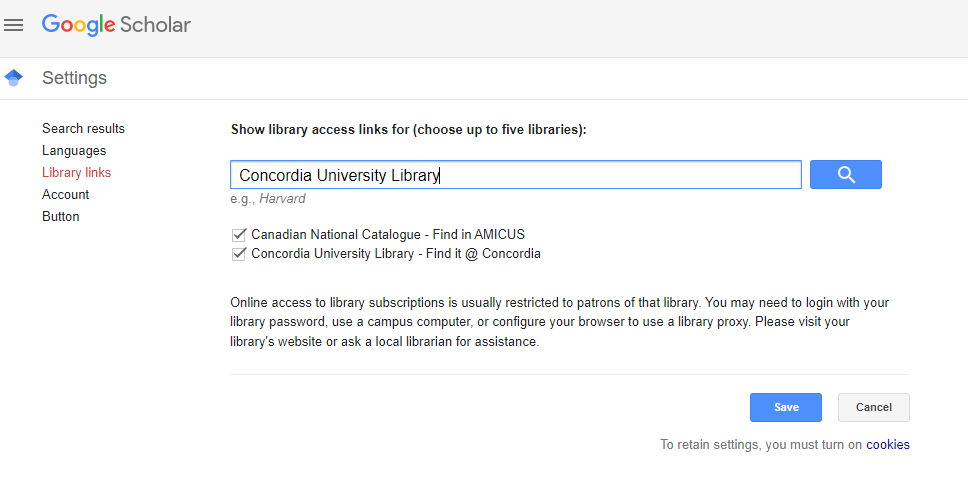 Google Scholar
Settings
Search results
Languages
Library links
Account
Button
Show library access links for (choose up to five libraries):
Concordia University Library
e.g., Harvard
Canadian National Catalogue - Find in AMICUS
Concordia University Library - Find it @ Concordia
Online access to library subscriptions is usually restricted to patrons of that library. You may need to login with your
library password, use a campus computer, or configure your browser to use a library proxy. Please visit your
library's website or ask a local librarian for assistance.
Save
Cancel
To retain settings, you must turn on cookies